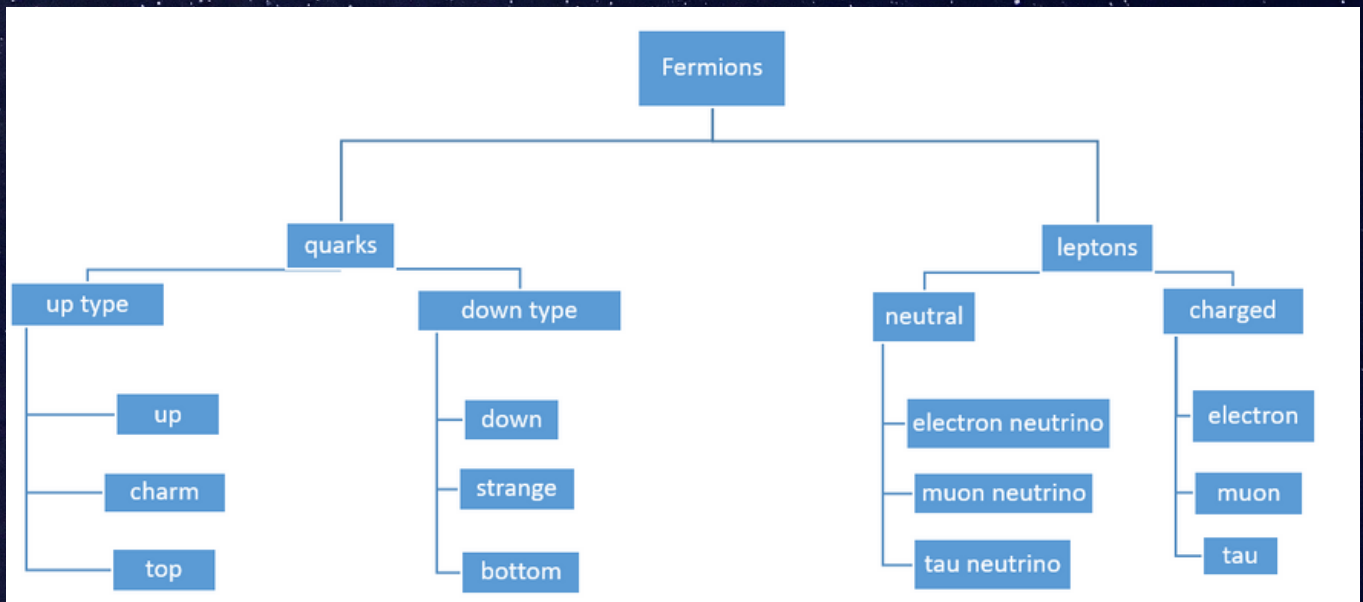 Fermions
quarks
leptons
up type
down type
neutral
charged
up
down
electron neutrino
electron
charm
strange
muon neutrino
muon
top
bottom
tau neutrino
tau